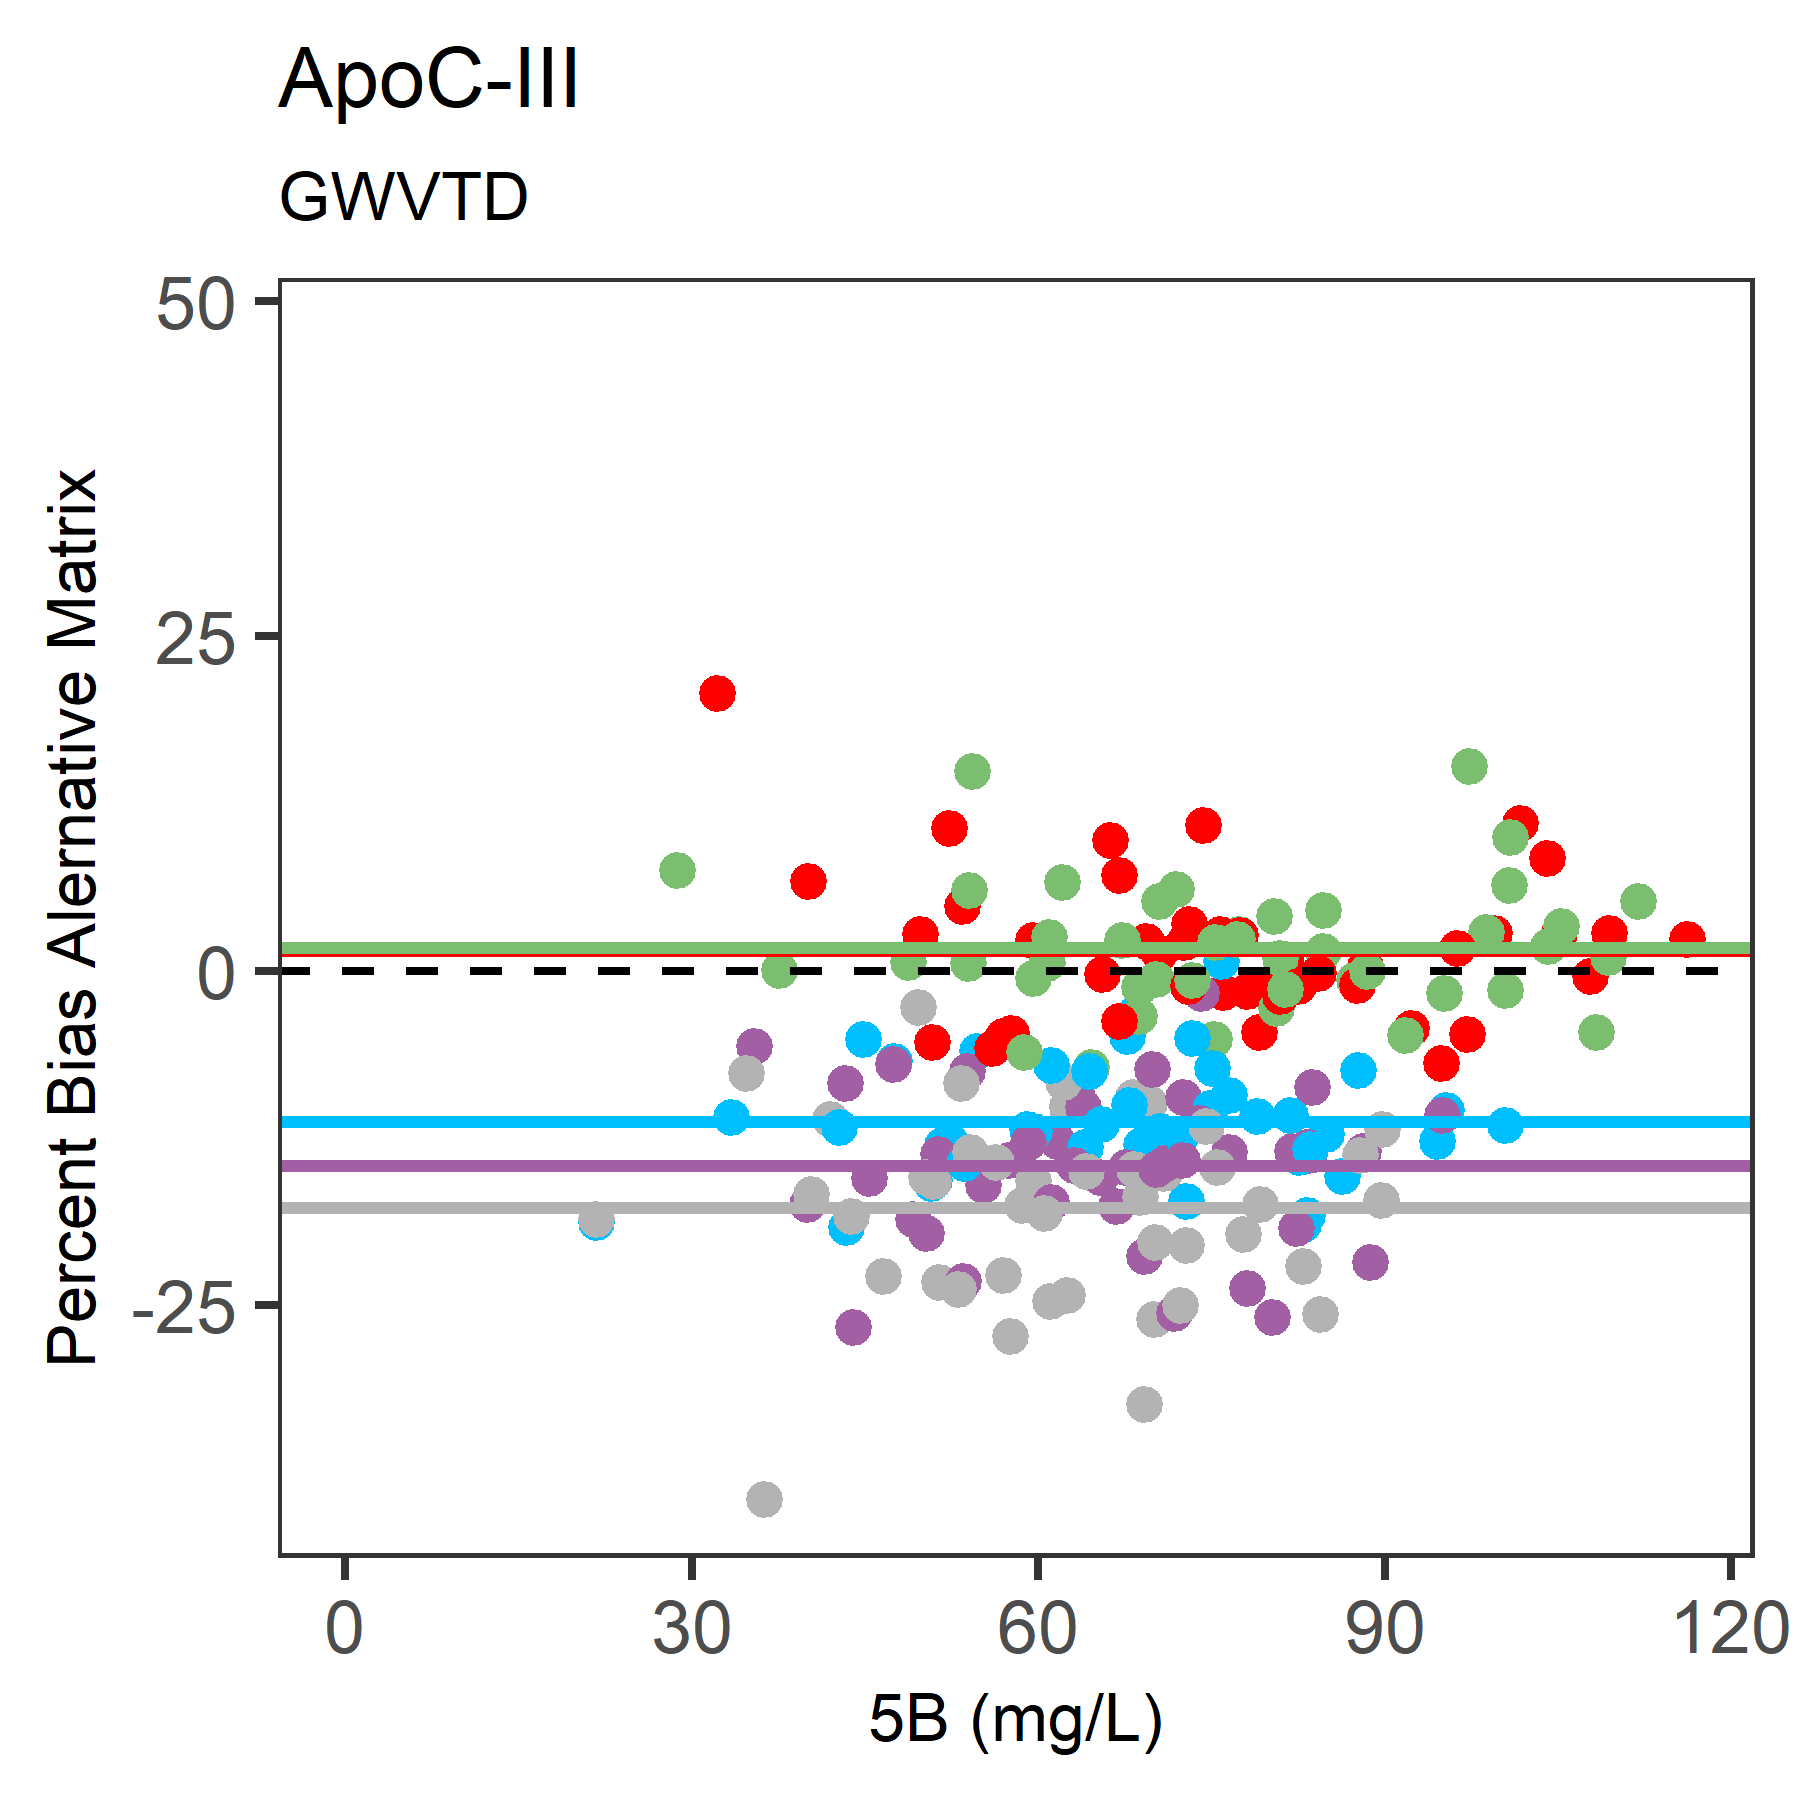 ApoC-III
GWVTD
Percent Bias Alernative Matrix
50
25
0
-25
0 30 60 90 120
5B (mg/L)